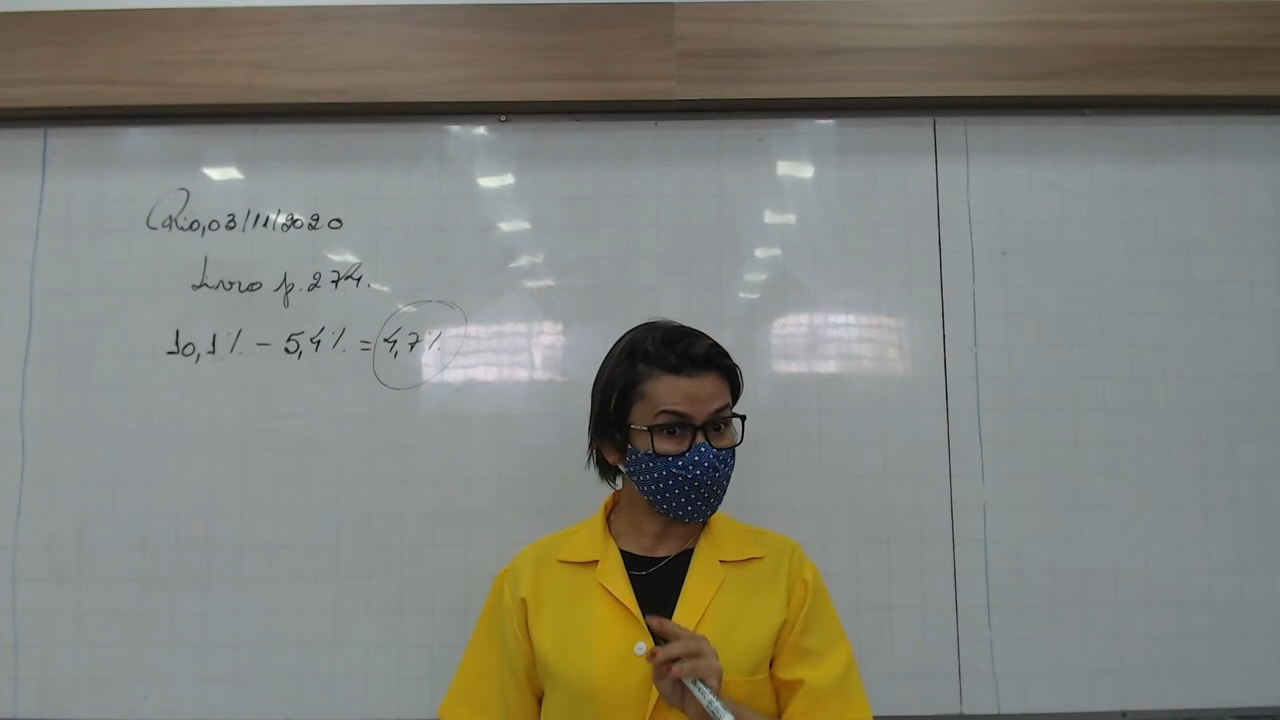 Rio, 03/11/2020
Livro p. 274.
10,1% - 5,4% = 4,7%